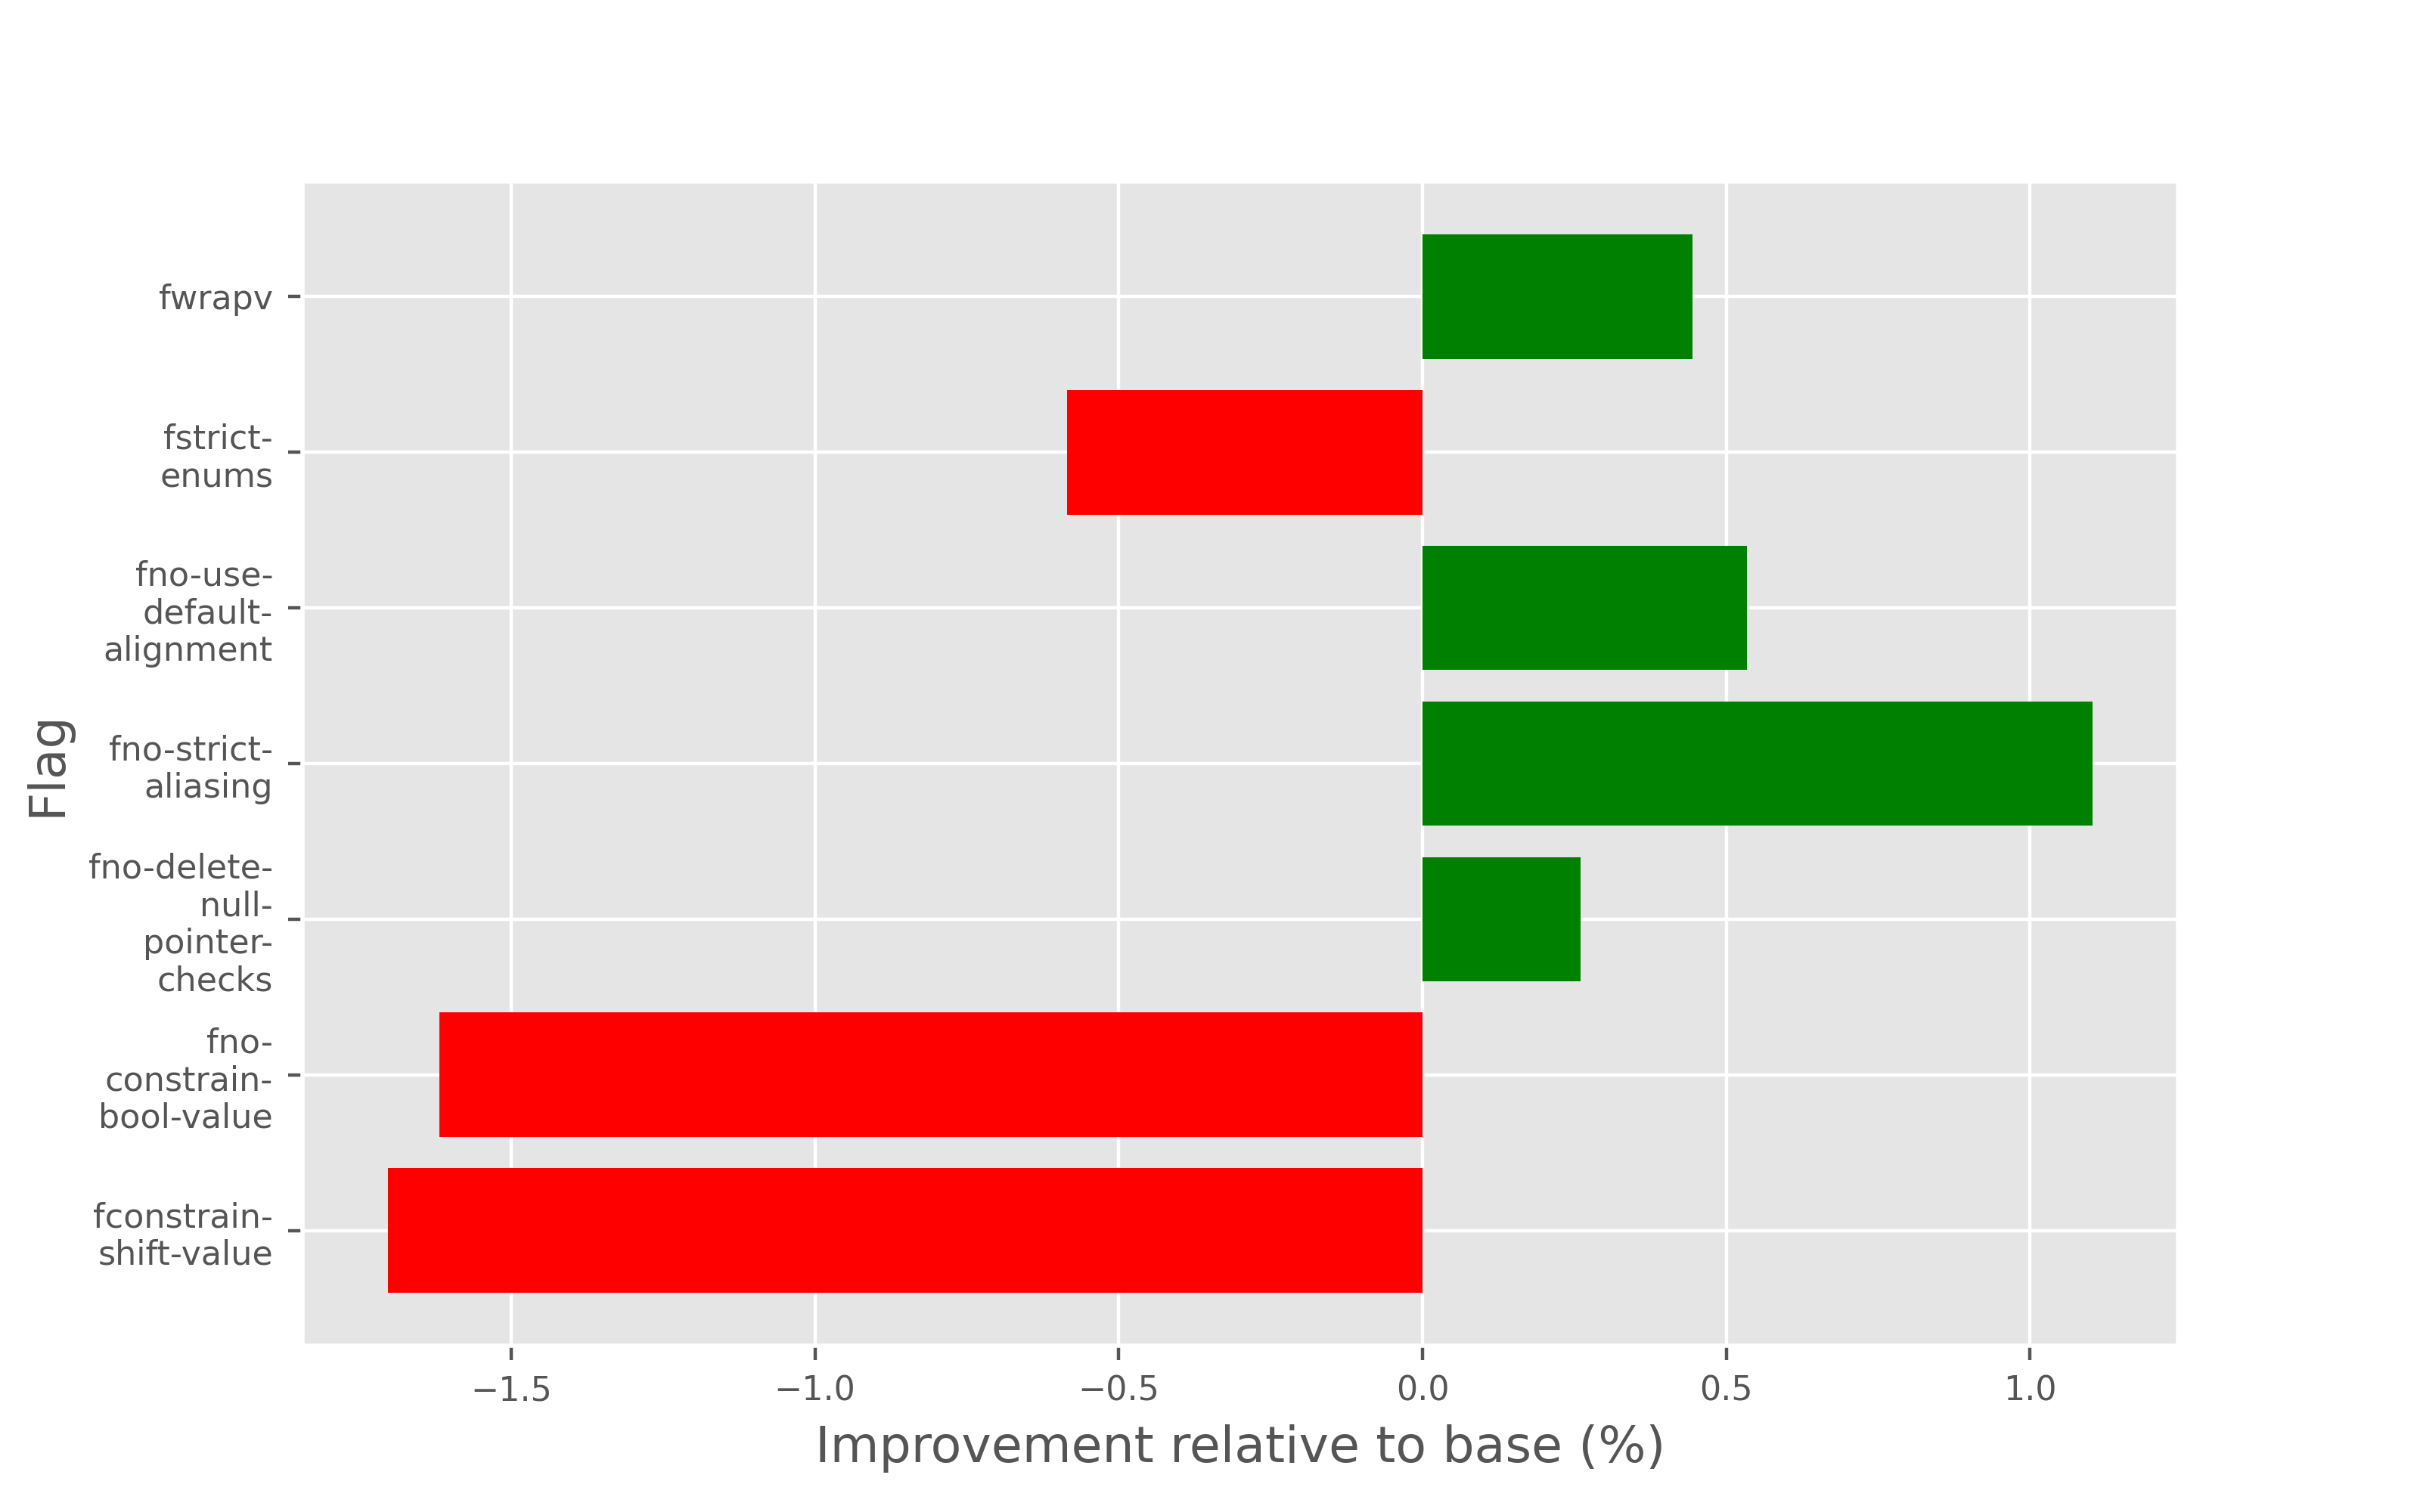 fwrapv
fstrict-
enums
fno-use-
default-
alignment
fno-strict-
aliasing
fno-delete-
null-
pointer-
checks
fno-
constrain-
bool-value
fconstrain-
shift-value
Flag
−1.5 −1.0 −0.5 0.0 0.5 1.0
Improvement relative to base (%)